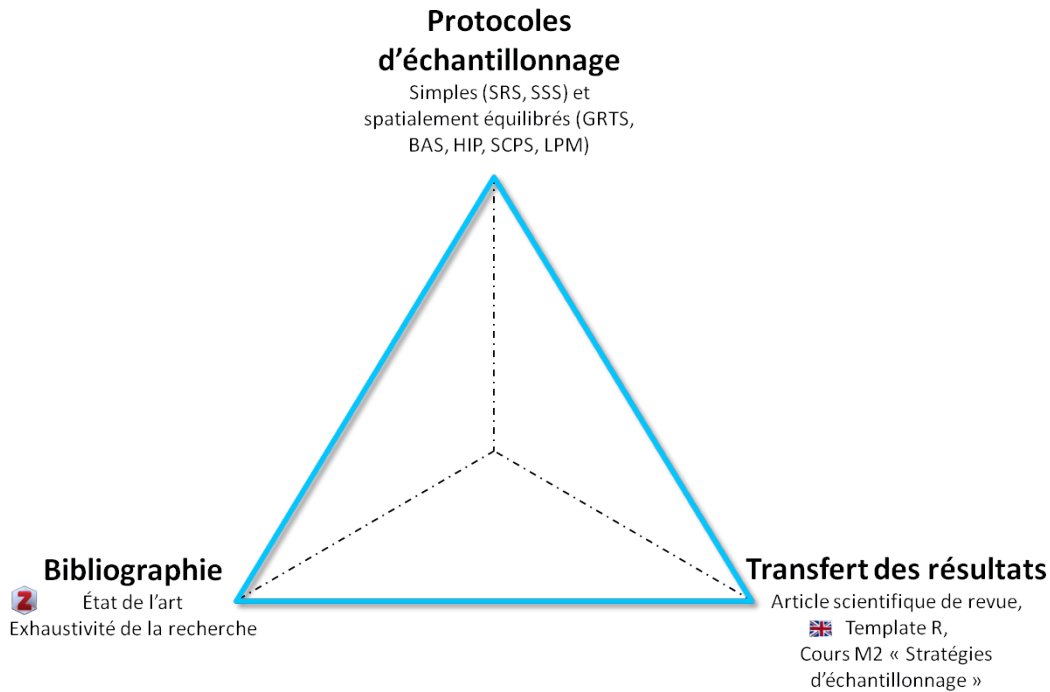 Protocoles
d’échantillonnage
Simples (SRS, SSS) et
spatialement équilibrés (GRTS,
BAS, HIP, SCPS, LPM)
Bibliographie
Z
État de l’art
Exhaustivité de la recherche
Transfert des résultats
Article scientifique de revue,
Template R,
Cours M2 « Stratégies
d’échantillonnage »